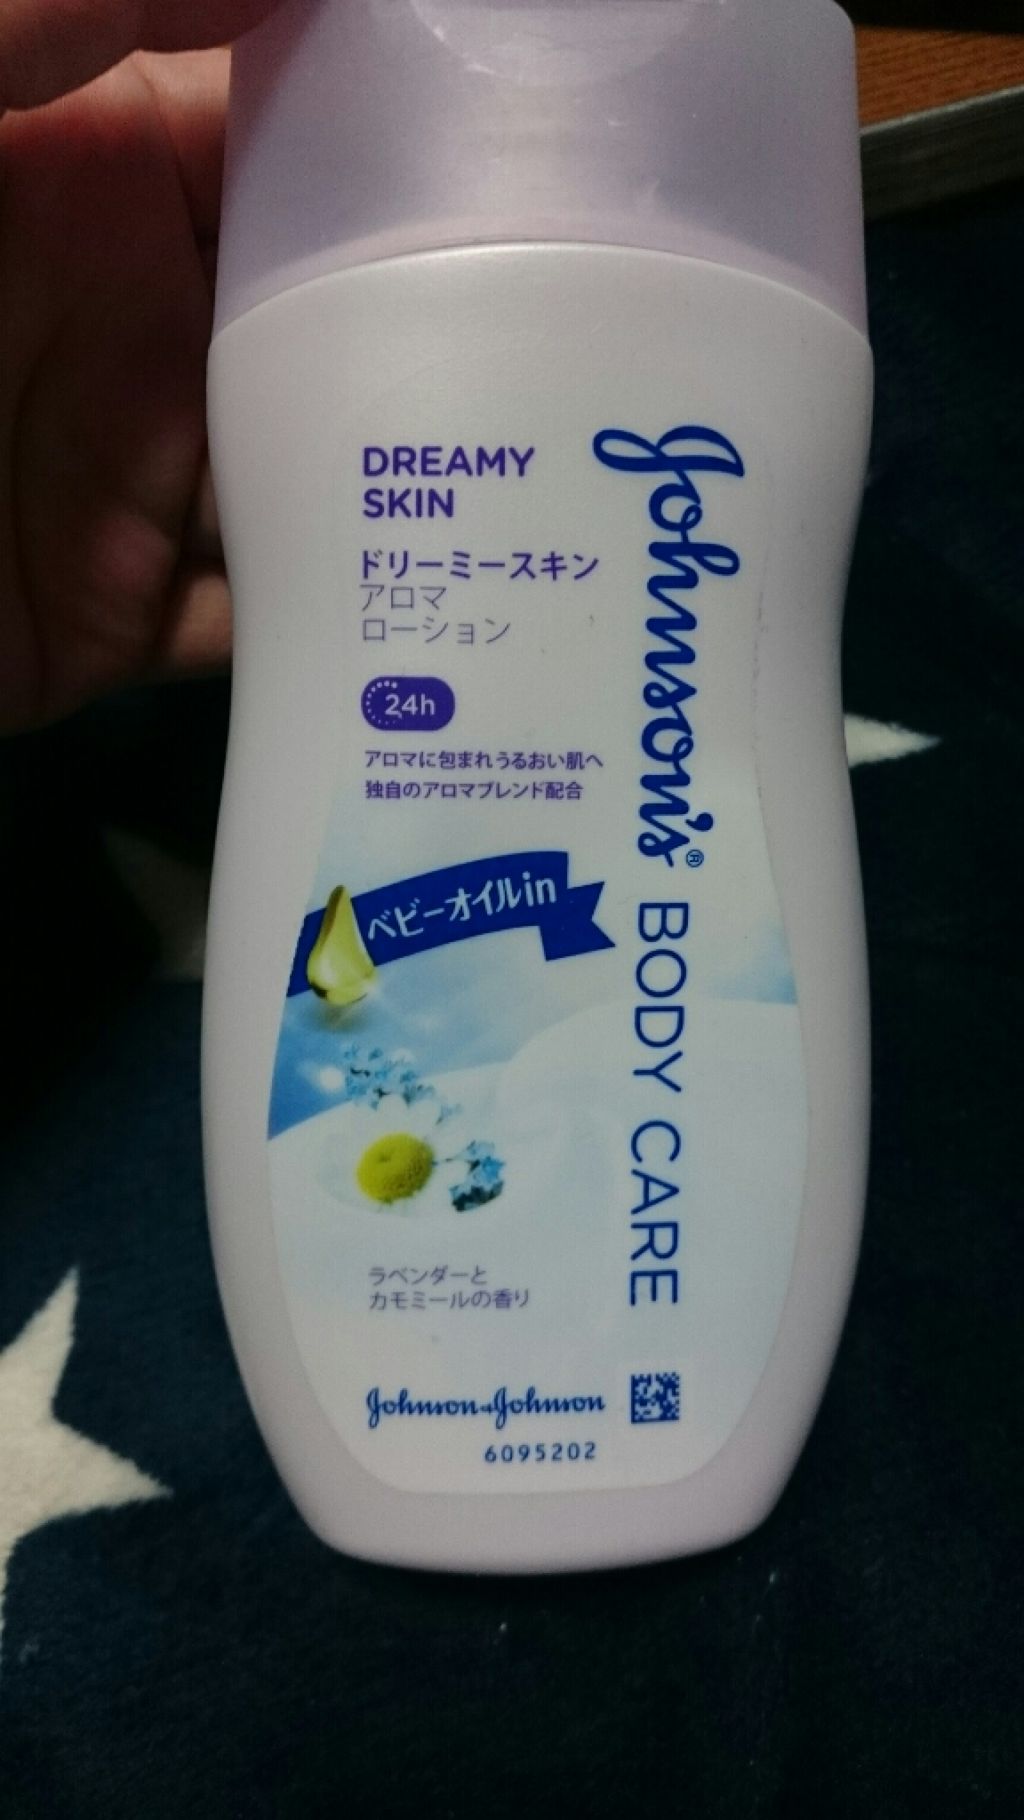 DREAMY
SKIN
ドリーミースキン
アロマ
ローション
24h
アロマに包まれうるおい肌へ
独自のアロマブレンド配合
ベビーオイルin
ラベンダーと
カモミールの香り
Johnson's® BODY CARE
Johnson+Johnson
6095202